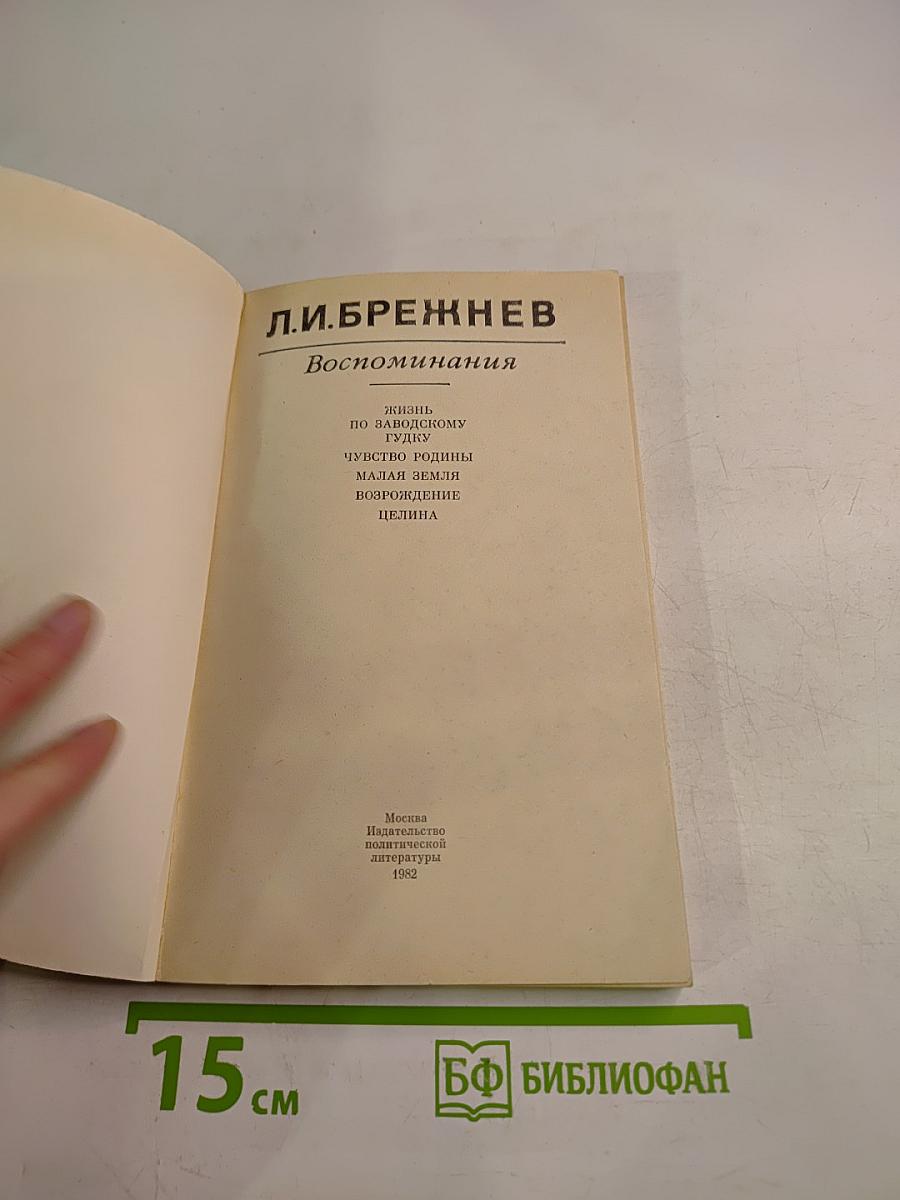 Л.И.БРЕЖНЕВ
Воспоминания
ЖИЗНЬ
ПО ЗАВОДСКОМУ
ГУДКУ
ЧУВСТВО РОДИНЫ
МАЛАЯ ЗЕМЛЯ
ВОЗРОЖДЕНИЕ
ЦЕЛИНА
Москва
Издательство
политической
литературы
1982
15 см
БФ БИБЛИОФАН